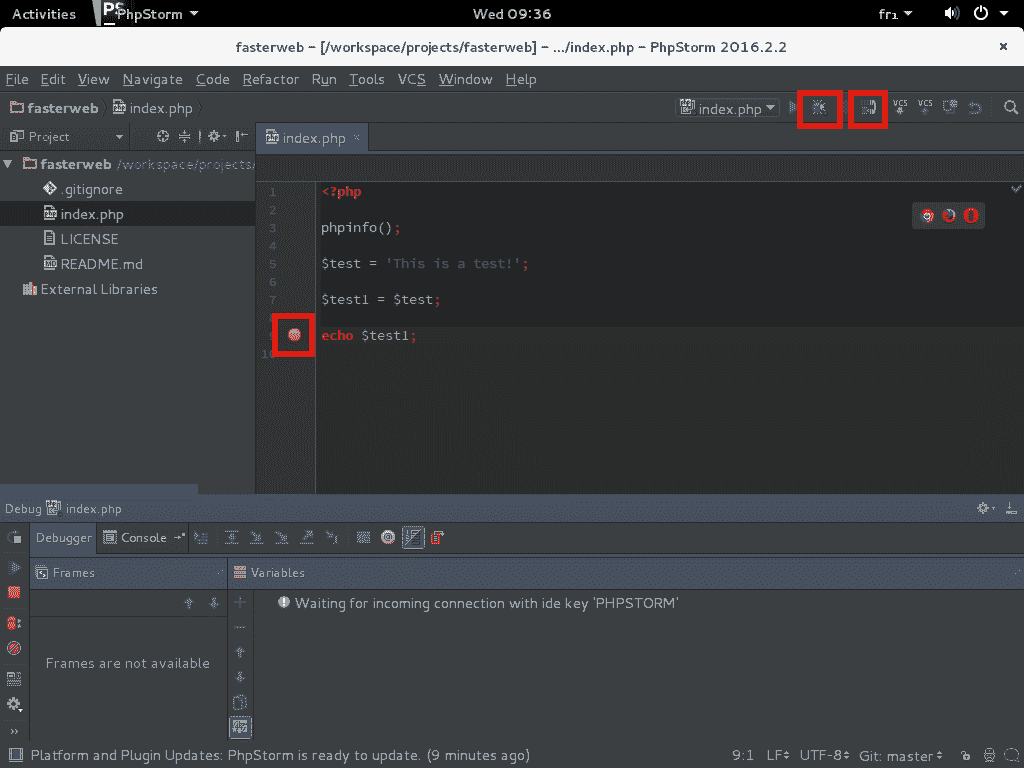 Activities PS PhpStorm Wed 09:36 fr1
fasterweb – [/workspace/projects/fasterweb] – .../index.php – PhpStorm 2016.2.2
File Edit View Navigate Code Refactor Run Tools VCS Window Help
fasterweb index.php index.php VCS VCS
Project index.php
fasterweb /workspace/projects/
.gitignore
index.php
LICENSE
README.md
External Libraries
1 <?php
2
3 phpinfo();
4
5 $test = 'This is a test!';
6
7 $test1 = $test;
9 echo $test1;
10
Debug index.php
Debugger Console
Frames Variables
Waiting for incoming connection with ide key 'PHPSTORM'
Frames are not available
Platform and Plugin Updates: PhpStorm is ready to update. (9 minutes ago) 9:1 LF UTF-8 Git: master